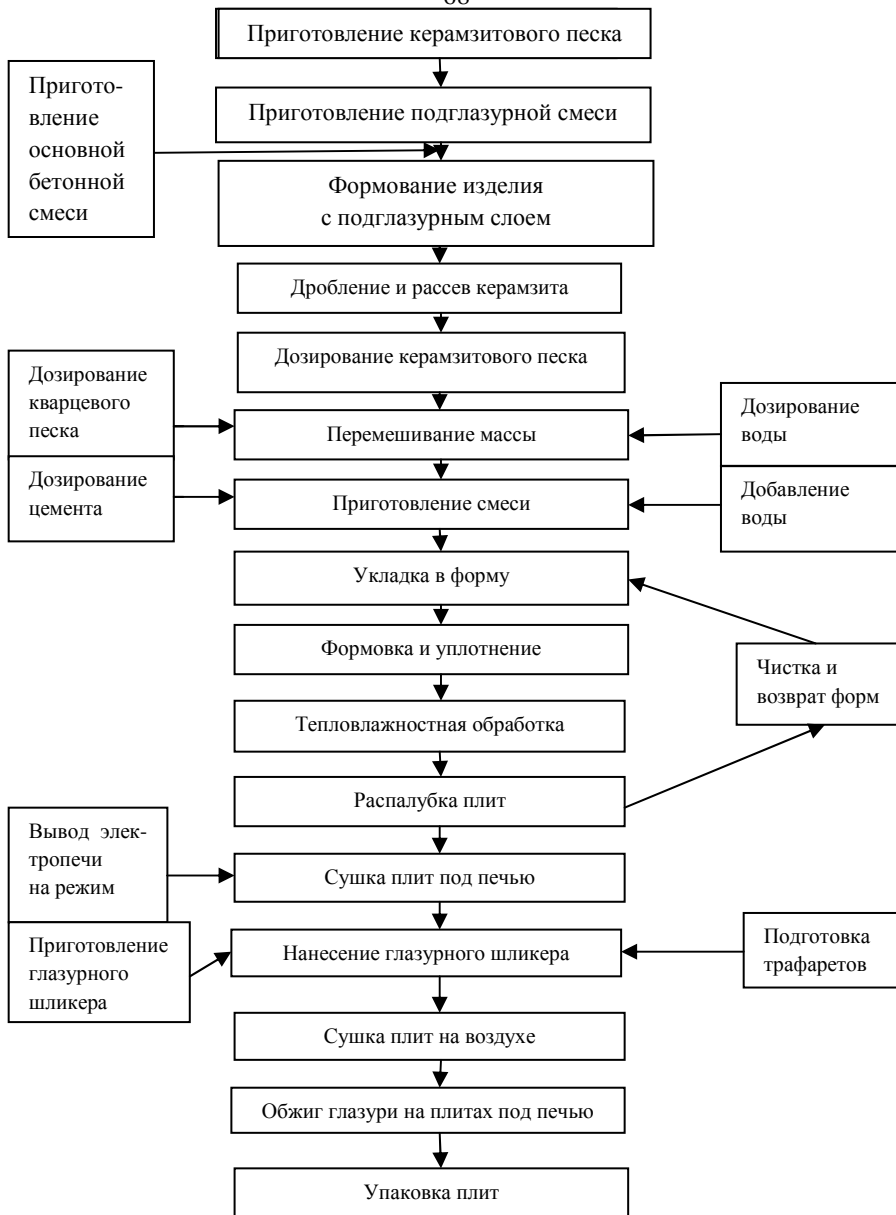 Приготовление керамзитового песка
Пригото-
вление
основной
бетонной
смеси
Приготовление подглазурной смеси
Формование изделия
с подглазурным слоем
Дробление и рассев керамзита
Дозирование керамзитового песка
Дозирование
кварцевого
песка
Перемешивание массы
Дозирование
воды
Дозирование
цемента
Приготовление смеси
Добавление
воды
Укладка в форму
Формовка и уплотнение
Чистка и
возврат форм
Тепловлажностная обработка
Распалубка плит
Вывод элек-
тропечи
на режим
Сушка плит под печью
Приготовление
глазурного
шликера
Нанесение глазурного шликера
Подготовка
трафаретов
Сушка плит на воздухе
Обжиг глазури на плитах под печью
Упаковка плит